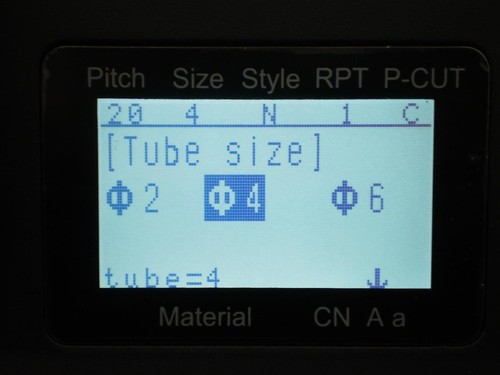 Pitch Size Style RPT P-CUT
20 4 N 1 C
[Tube size]
Φ2 Φ4 Φ6
tube=4 ↓
Material CN A a